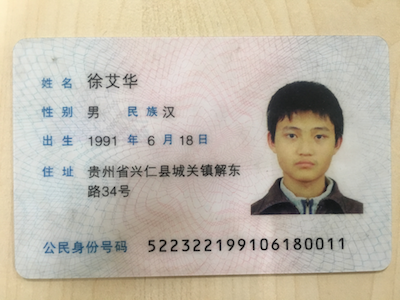 姓名 徐艾华
性别 男 民族 汉
出生 1991 年 6 月 18 日
住址 贵州省兴仁县城关镇解东
路34号
公民身份号码 522322199106180011